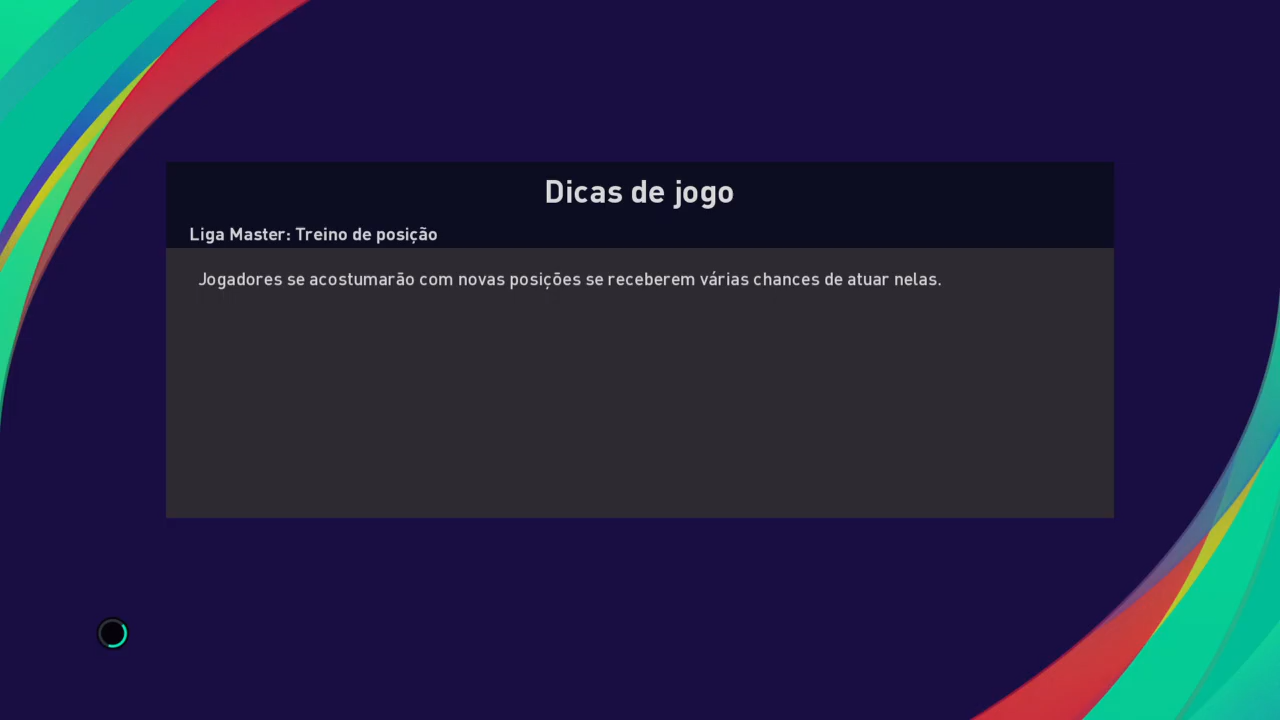 Dicas de jogo
Liga Master: Treino de posição
Jogadores se acostumarão com novas posições se receberem várias chances de atuar nelas.